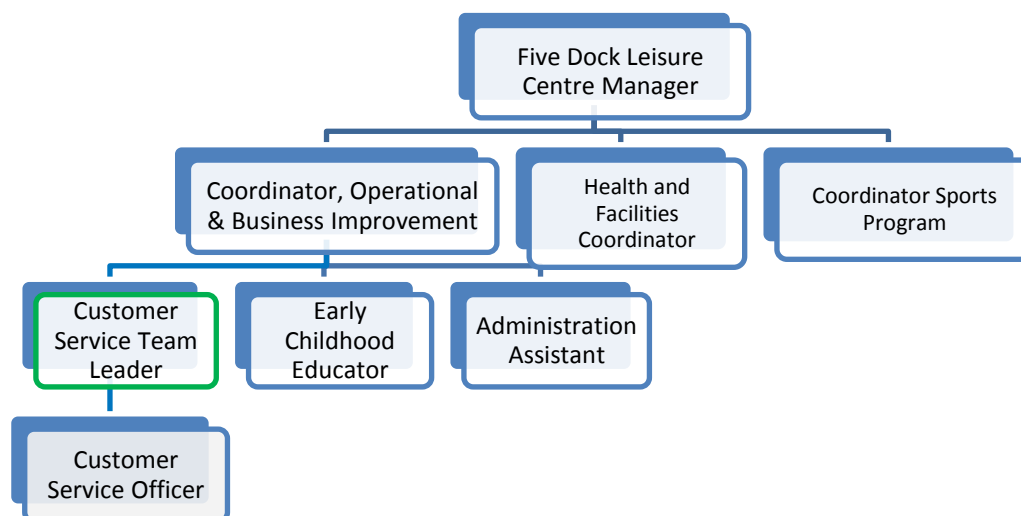 Five Dock Leisure
Centre Manager
Coordinator, Operational
& Business Improvement
Health and
Facilities
Coordinator
Coordinator Sports
Program
Customer
Service Team
Leader
Early
Childhood
Educator
Administration
Assistant
Customer
Service Officer